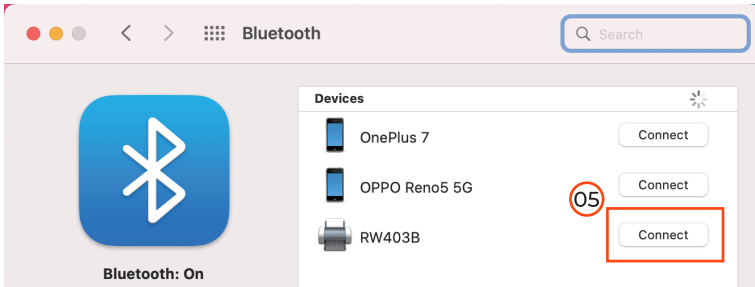 Bluetooth
Search
Devices
OnePlus 7
Connect
OPPO Reno5 5G
Connect
05
RW403B
Connect
Bluetooth: On